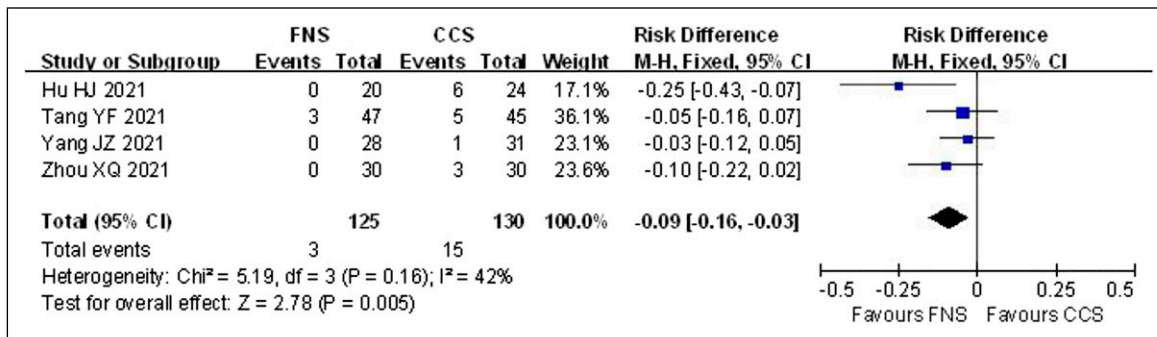 FNS CCS Risk Difference Risk Difference
Study or Subgroup Events Total Events Total Weight M-H, Fixed, 95% CI M-H, Fixed, 95% CI
Hu HJ 2021 0 20 6 24 17.1% -0.25 [-0.43, -0.07]
Tang YF 2021 3 47 5 45 36.1% -0.05 [-0.16, 0.07]
Yang JZ 2021 0 28 1 31 23.1% -0.03 [-0.12, 0.05]
Zhou XQ 2021 0 30 3 30 23.6% -0.10 [-0.22, 0.02]
Total (95% CI) 125 130 100.0% -0.09 [-0.16, -0.03]
Total events 3 15
Heterogeneity: Chi² = 5.19, df = 3 (P = 0.16); I² = 42%
Test for overall effect: Z = 2.78 (P = 0.005)
-0.5 -0.25 0 0.25 0.5
Favours FNS Favours CCS